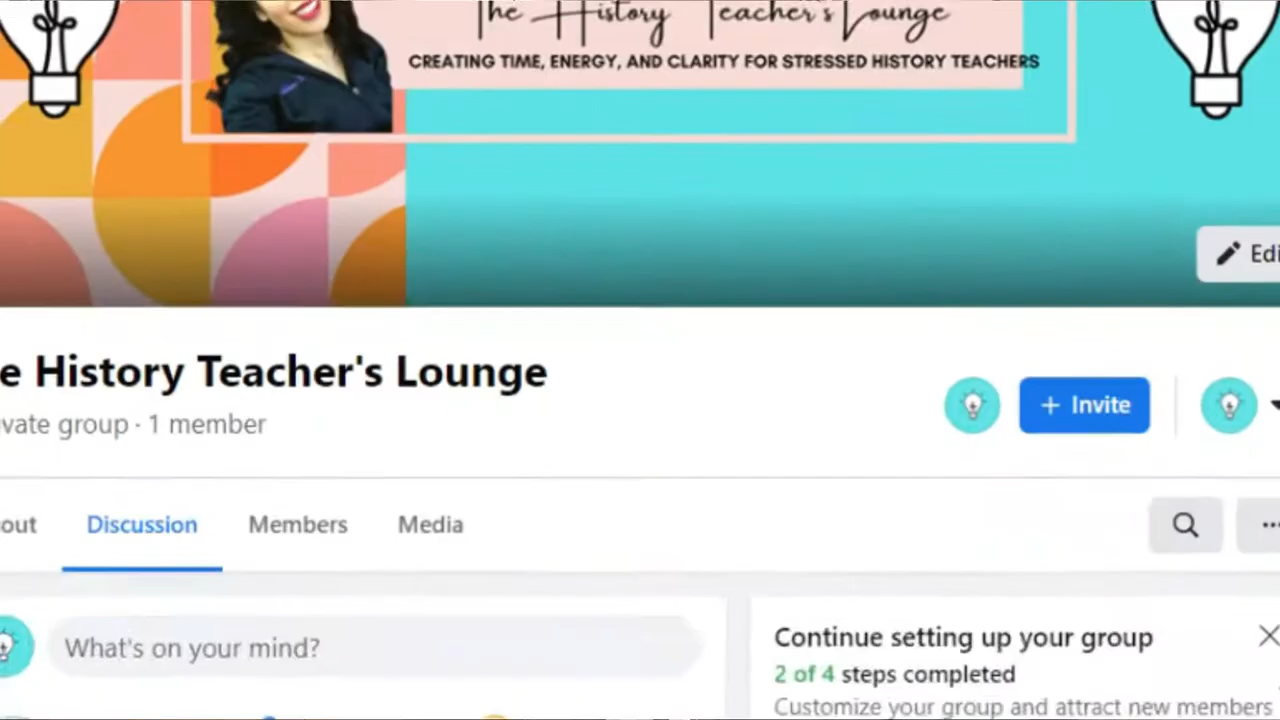 The History Teacher's Lounge
CREATING TIME, ENERGY, AND CLARITY FOR STRESSED HISTORY TEACHERS
Edi
e History Teacher's Lounge
vate group · 1 member
+ Invite
out
Discussion
Members
Media
What's on your mind?
Continue setting up your group
2 of 4 steps completed
Customize your group and attract new members